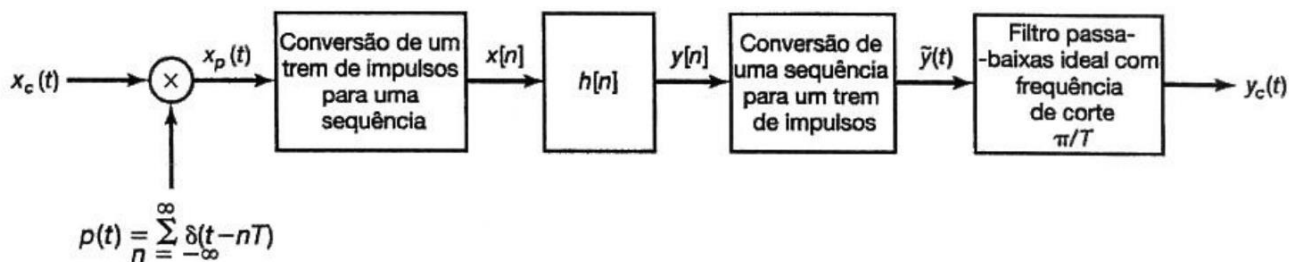 x_c(t)
×
x_p(t)
Conversão de um
trem de impulsos
para uma
sequência
x[n]
h[n]
y[n]
Conversão de
uma sequência
para um trem
de impulsos
ỹ(t)
Filtro passa-
-baixas ideal com
frequência
de corte
π/T
y_c(t)
p(t) = Σ_{n = -∞}^{∞} δ(t-nT)